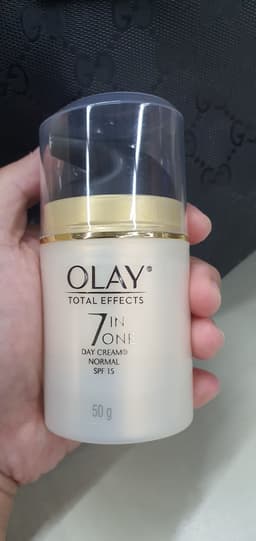 OLAY®
TOTAL EFFECTS
7 IN
ONE
DAY CREAM®
NORMAL
SPF 15
50 g